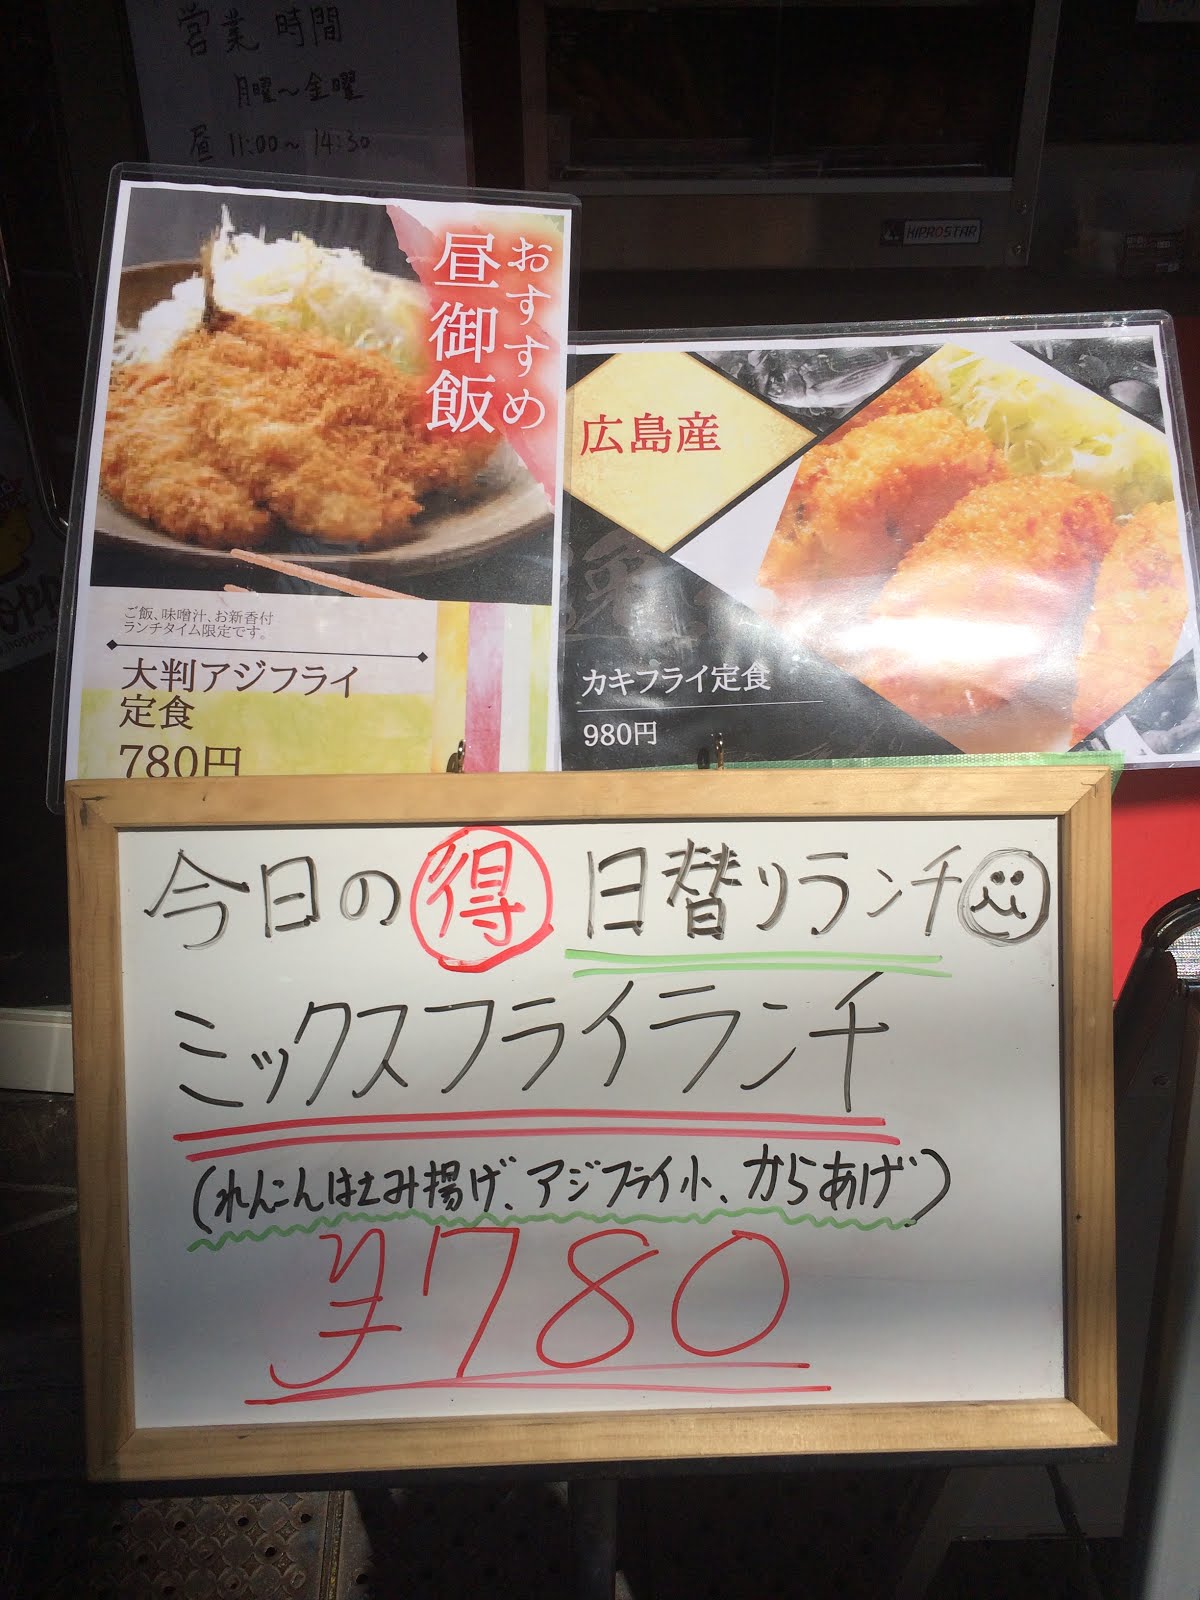 営業時間
月曜～金曜
昼 11:00～14:30
HIPROSTAR
おすすめ
昼御飯
ご飯、味噌汁、お新香付
ランチタイム限定です。
大判アジフライ
定食
780円
広島産
カキフライ定食
980円
今日の得 日替りランチ
ミックスフライランチ
(れんこんはさみ揚げ、アジフライ小、からあげ)
¥780